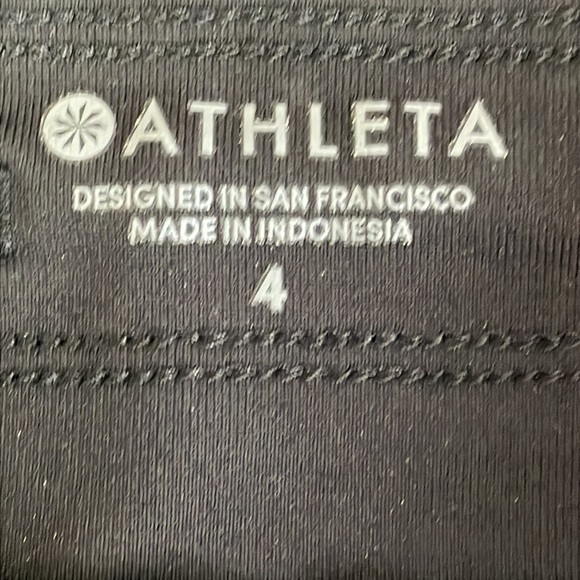 ATHLETA
DESIGNED IN SAN FRANCISCO
MADE IN INDONESIA
4